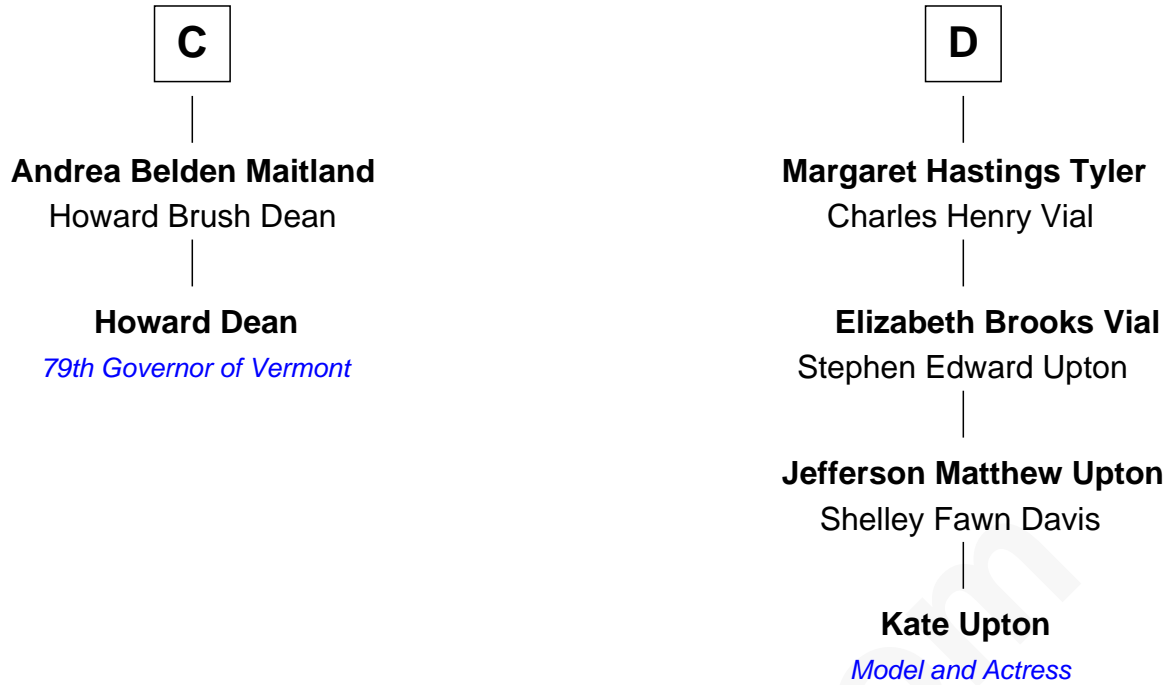 C
Andrea Belden Maitland
Howard Brush Dean
Howard Dean
79th Governor of Vermont
D
Margaret Hastings Tyler
Charles Henry Vial
Elizabeth Brooks Vial
Stephen Edward Upton
Jefferson Matthew Upton
Shelley Fawn Davis
Kate Upton
Model and Actress